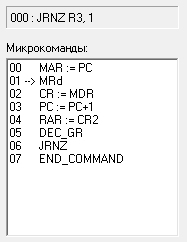 000 : JRNZ R3, 1
Микрокоманды:
00 MAR := PC
01 --> MRd
02 CR := MDR
03 PC := PC+1
04 RAR := CR2
05 DEC_GR
06 JRNZ
07 END_COMMAND